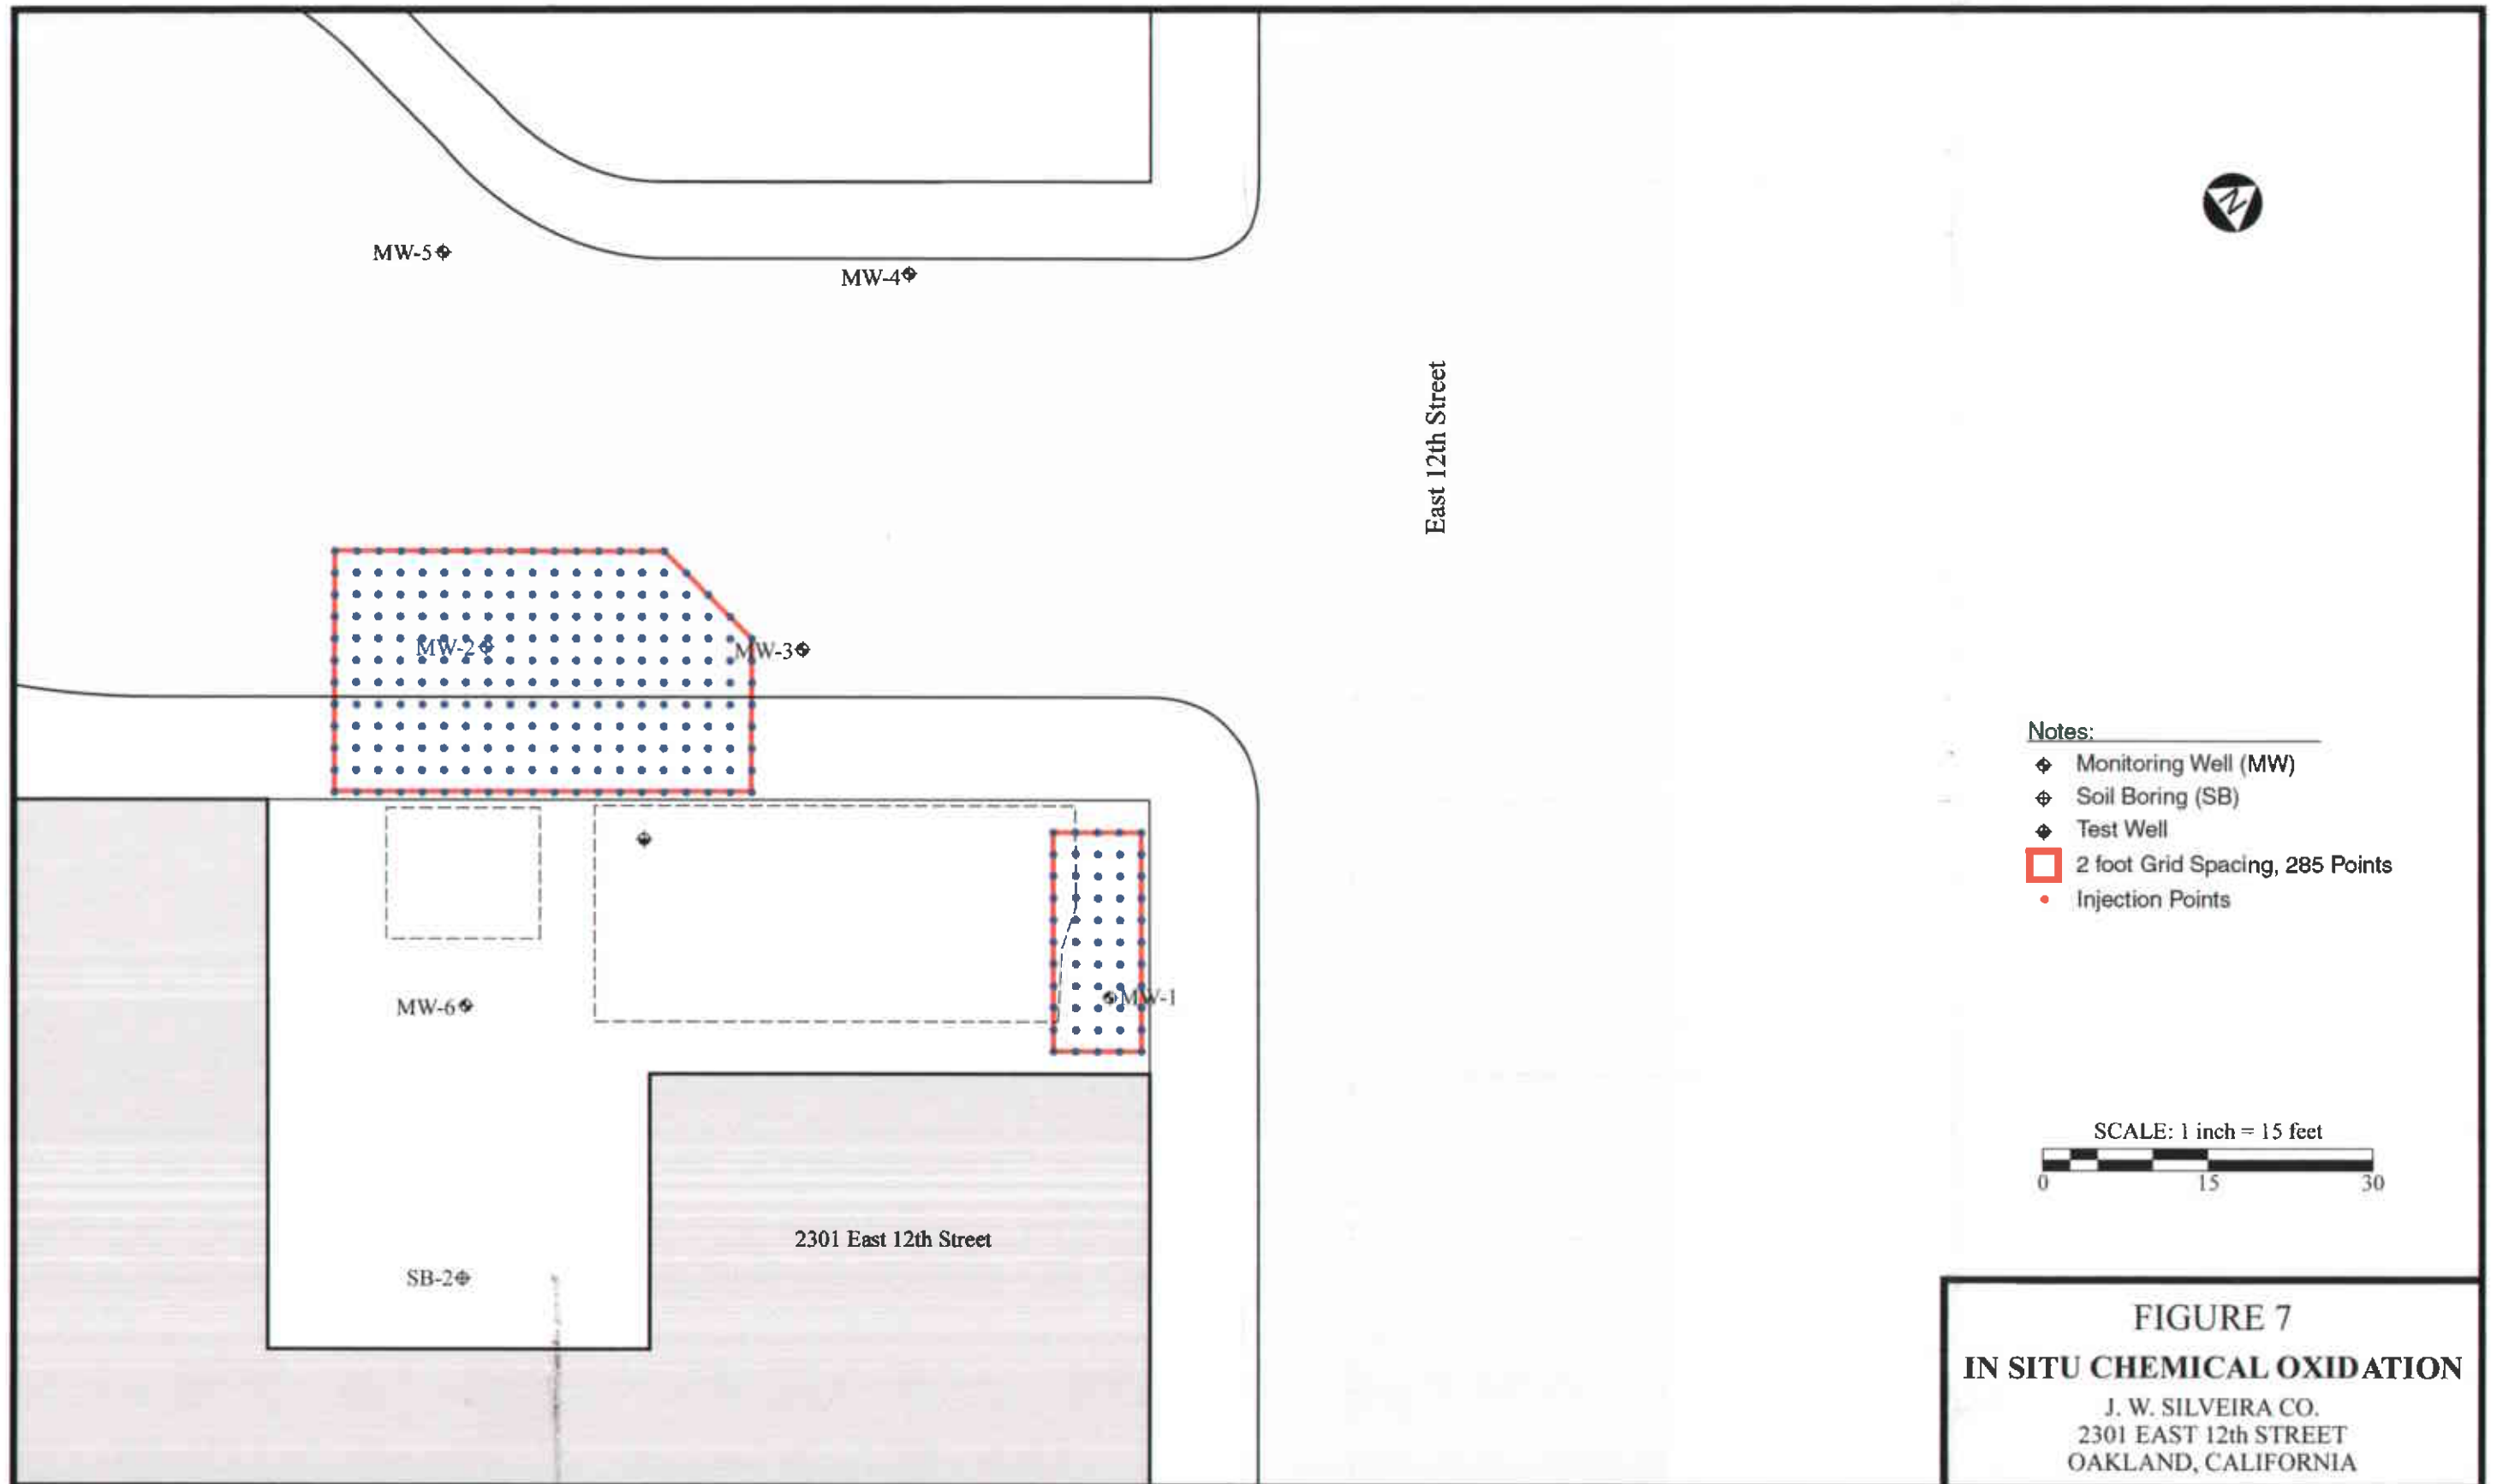 MW-5
MW-4
East 12th Street
MW-2
MW-3
Notes:
Monitoring Well (MW)
Soil Boring (SB)
Test Well
2 foot Grid Spacing, 285 Points
Injection Points
MW-6
MW-1
SCALE: 1 inch = 15 feet
0 15 30
2301 East 12th Street
SB-2
FIGURE 7
IN SITU CHEMICAL OXIDATION
J. W. SILVEIRA CO.
2301 EAST 12th STREET
OAKLAND, CALIFORNIA
N